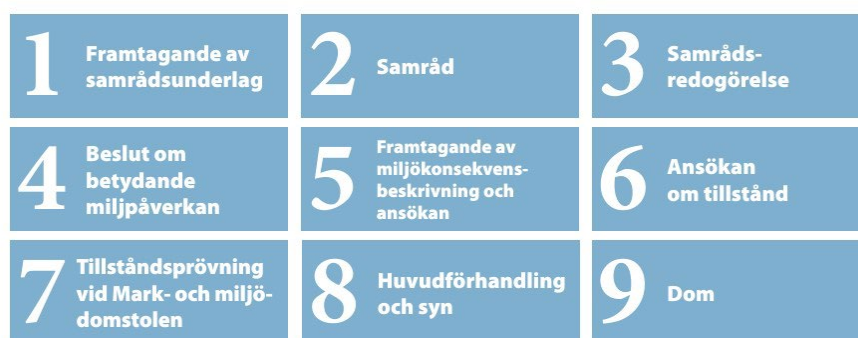 1
Framtagande av
samrådsunderlag
2
Samråd
3
Samråds-
redogörelse
4
Beslut om
betydande
miljpåverkan
5
Framtagande av
miljökonsekvens-
beskrivning och
ansökan
6
Ansökan
om tillstånd
7
Tillståndsprövning
vid Mark- och miljö-
domstolen
8
Huvudförhandling
och syn
9
Dom